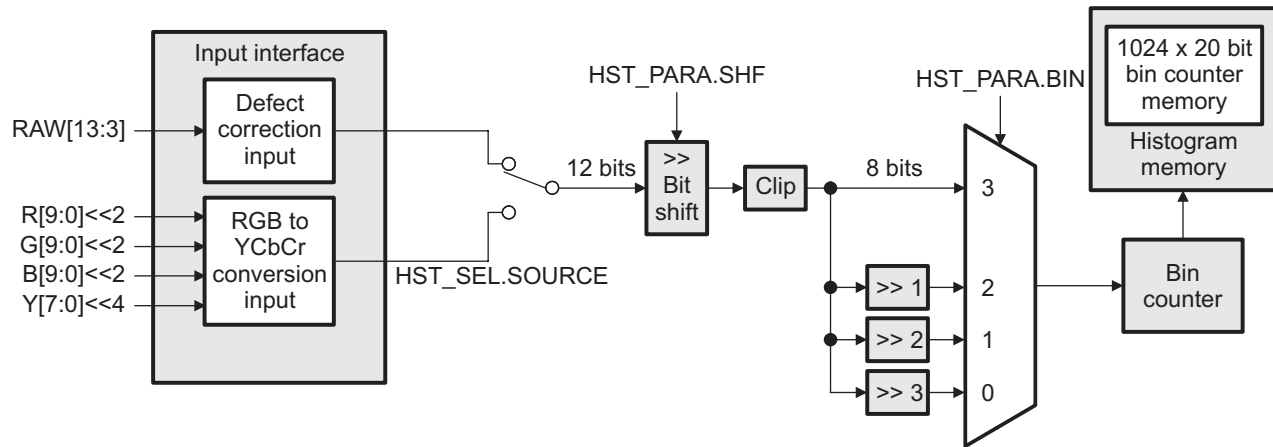 Input interface
Defect
correction
input
RAW[13:3]
RGB to
YCbCr
conversion
input
R[9:0]<<2
G[9:0]<<2
B[9:0]<<2
Y[7:0]<<4
HST_SEL.SOURCE
12 bits
HST_PARA.SHF
>>
Bit
shift
Clip
8 bits
>> 1
>> 2
>> 3
HST_PARA.BIN
3
2
1
0
1024 x 20 bit
bin counter
memory
Histogram
memory
Bin
counter